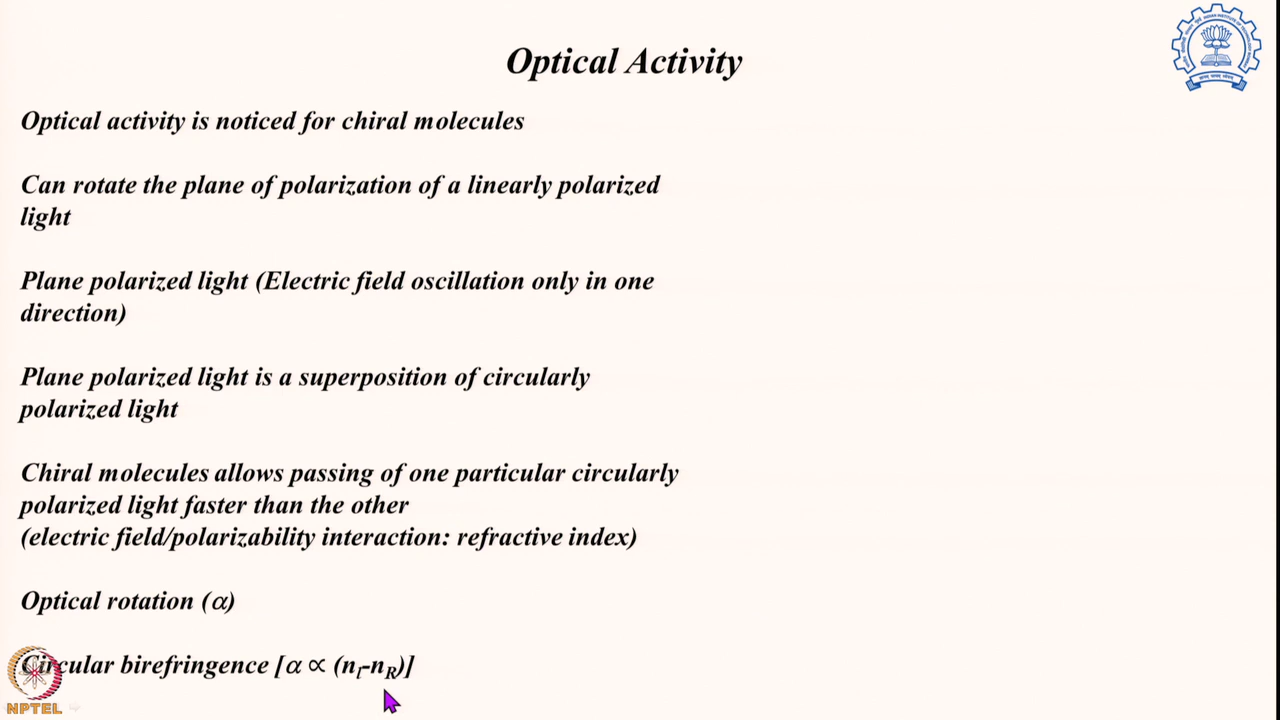 Optical Activity
Optical activity is noticed for chiral molecules
Can rotate the plane of polarization of a linearly polarized
light
Plane polarized light (Electric field oscillation only in one
direction)
Plane polarized light is a superposition of circularly
polarized light
Chiral molecules allows passing of one particular circularly
polarized light faster than the other
(electric field/polarizability interaction: refractive index)
Optical rotation (α)
Circular birefringence [α ∝ (nₗ-n_R)]
NPTEL